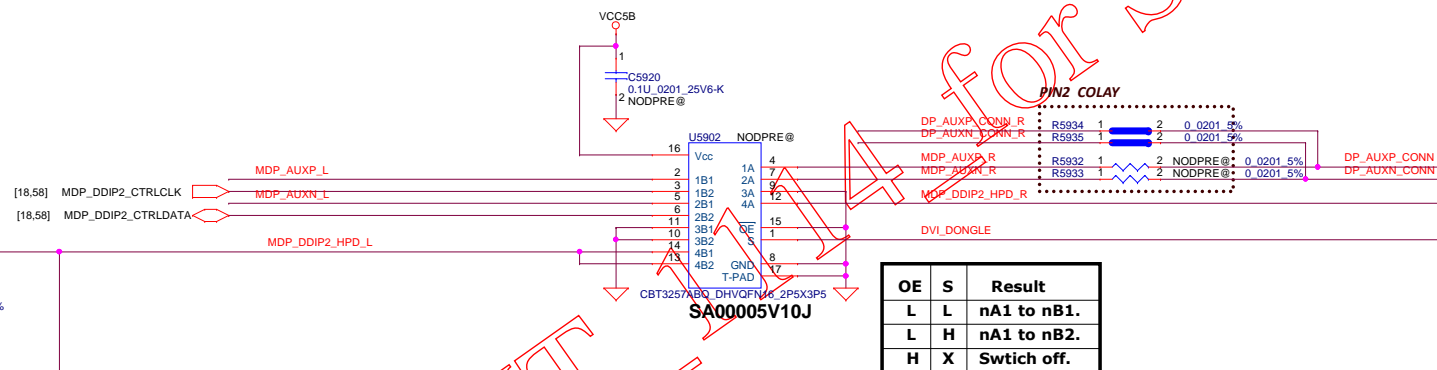 VCC5B
1
C5920
0.1U_0201_25V6-K
2 NODPRE@
PIN2 COLAY
U5902 NODPRE@
16 Vcc
MDP_AUXP_L 2 1B1
[18,58] MDP_DDIP2_CTRLCLK 3 1B2
MDP_AUXN_L 5 2B1
[18,58] MDP_DDIP2_CTRLDATA 6 2B2
11 3B1
10 3B2
MDP_DDIP2_HPD_L 14 4B1
13 4B2
1A 4
2A 7
3A 9
4A 12
OE 15
S 1
GND 8
T-PAD 17
CBT3257ABQ_DHVQFN16_2P5X3P5
SA00005V10J
DP_AUXP_CONN_R R5934 1 2 0_0201_5%
DP_AUXN_CONN_R R5935 1 2 0_0201_5%
MDP_AUXP_R R5932 1 2 NODPRE@ 0_0201_5% DP_AUXP_CONN
MDP_AUXN_R R5933 1 2 NODPRE@ 0_0201_5% DP_AUXN_CONN
MDP_DDIP2_HPD_R
DVI_DONGLE
OE S Result
L L nA1 to nB1.
L H nA1 to nB2.
H X Swtich off.